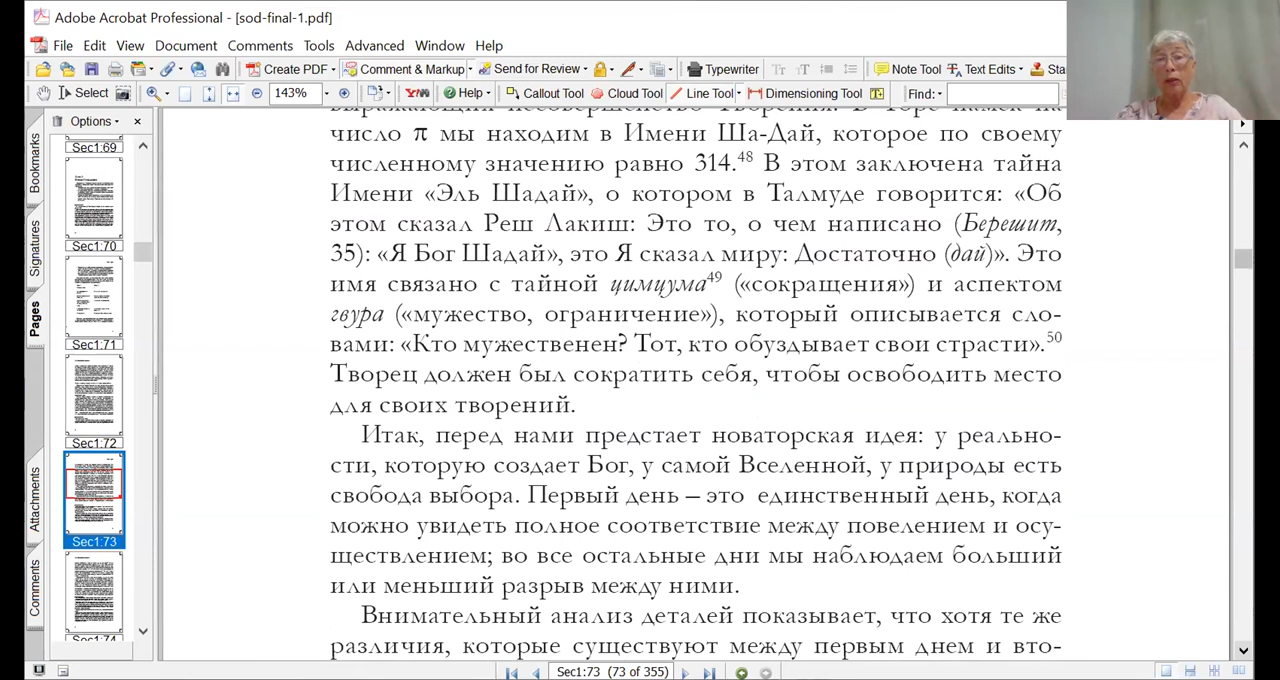 Adobe Acrobat Professional - [sod-final-1.pdf]
File Edit View Document Comments Tools Advanced Window Help
Create PDF Comment & Markup Send for Review Typewriter Note Tool Text Edits Sta
Select 143% Help Callout Tool Cloud Tool Line Tool Dimensioning Tool Find:
Options
Bookmarks
Signatures
Pages
Attachments
Comments
Sec1:69
Sec1:70
Sec1:71
Sec1:72
Sec1:73
Sec1:74
число π мы находим в Имени Ша-Дай, которое по своему
численному значению равно 314.48 В этом заключена тайна
Имени «Эль Шадай», о котором в Талмуде говорится: «Об
этом сказал Реш Лакиш: Это то, о чем написано (Берешит,
35): «Я Бог Шадай», это Я сказал миру: Достаточно (дай)». Это
имя связано с тайной цимцума49 («сокращения») и аспектом
гвура («мужество, ограничение»), который описывается сло-
вами: «Кто мужественен? Тот, кто обуздывает свои страсти».50
Творец должен был сократить себя, чтобы освободить место
для своих творений.
Итак, перед нами предстает новаторская идея: у реально-
сти, которую создает Бог, у самой Вселенной, у природы есть
свобода выбора. Первый день – это единственный день, когда
можно увидеть полное соответствие между повелением и осу-
ществлением; во все остальные дни мы наблюдаем больший
или меньший разрыв между ними.
Внимательный анализ деталей показывает, что хотя те же
различия, которые существуют между первым днем и вто-
Sec1:73 (73 of 355)